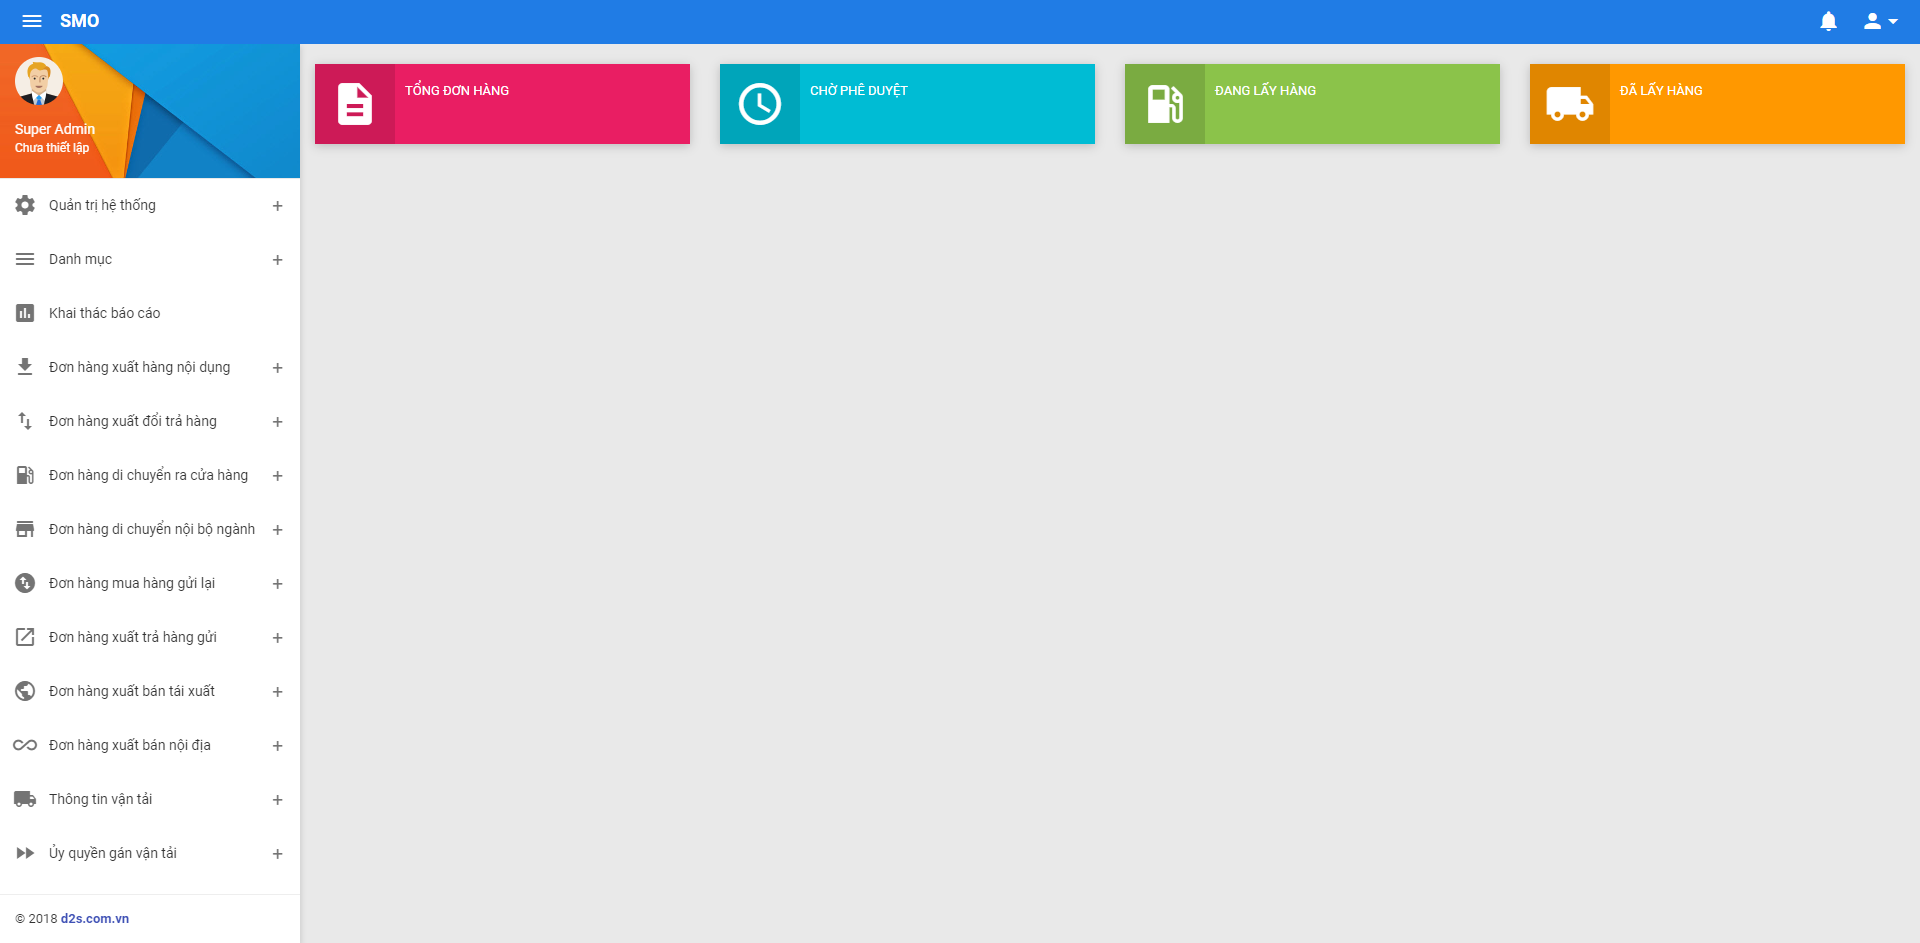 SMO
Super Admin
Chưa thiết lập
TỔNG ĐƠN HÀNG
CHỜ PHÊ DUYỆT
ĐANG LẤY HÀNG
ĐÃ LẤY HÀNG
Quản trị hệ thống
Danh mục
Khai thác báo cáo
Đơn hàng xuất hàng nội dụng
Đơn hàng xuất đổi trả hàng
Đơn hàng di chuyển ra cửa hàng
Đơn hàng di chuyển nội bộ ngành
Đơn hàng mua hàng gửi lại
Đơn hàng xuất trả hàng gửi
Đơn hàng xuất bán tái xuất
Đơn hàng xuất bán nội địa
Thông tin vận tải
Ủy quyền gán vận tải
© 2018 d2s.com.vn